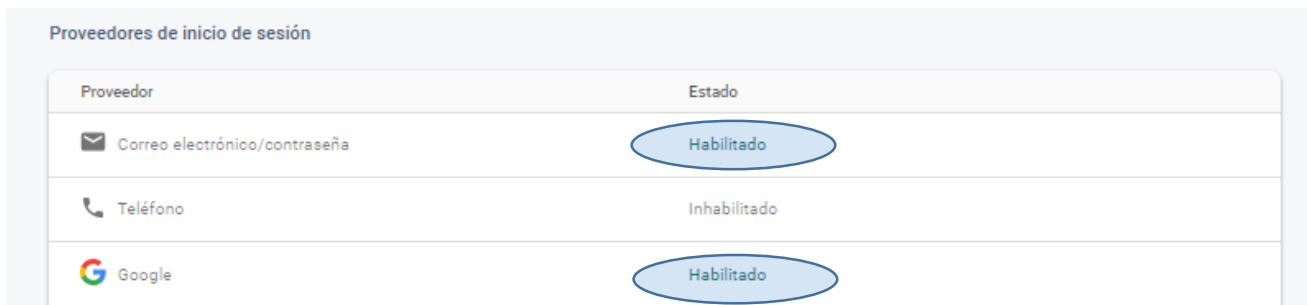 Proveedores de inicio de sesión
Proveedor Estado
Correo electrónico/contraseña Habilitado
Teléfono Inhabilitado
Google Habilitado